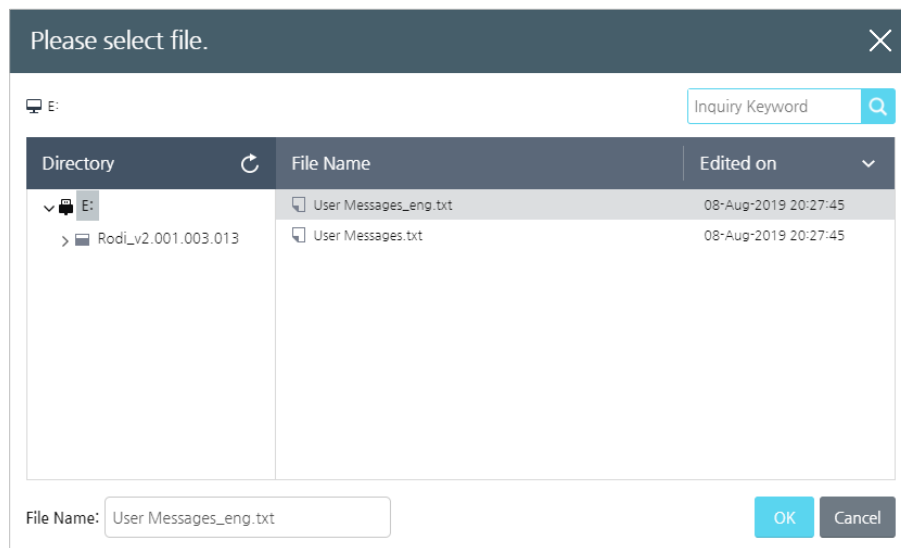 Please select file.
E:
Inquiry Keyword
Directory File Name Edited on
E: User Messages_eng.txt 08-Aug-2019 20:27:45
Rodi_v2.001.003.013 User Messages.txt 08-Aug-2019 20:27:45
File Name: User Messages_eng.txt OK Cancel